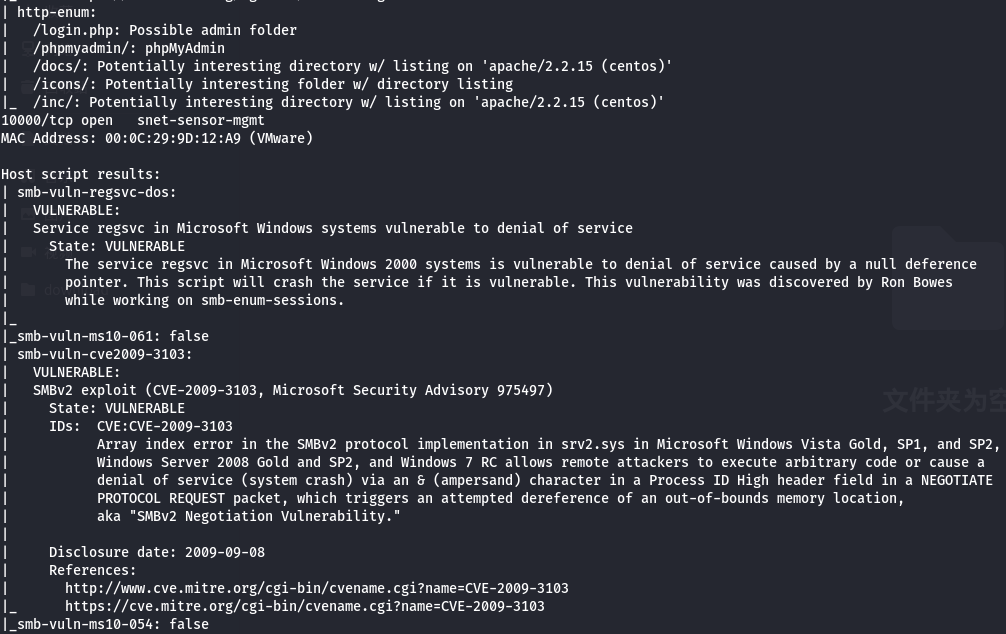 | http-enum:
|   /login.php: Possible admin folder
|   /phpmyadmin/: phpMyAdmin
|   /docs/: Potentially interesting directory w/ listing on 'apache/2.2.15 (centos)'
|   /icons/: Potentially interesting folder w/ directory listing
|_  /inc/: Potentially interesting directory w/ listing on 'apache/2.2.15 (centos)'
10000/tcp open   snet-sensor-mgmt
MAC Address: 00:0C:29:9D:12:A9 (VMware)

Host script results:
| smb-vuln-regsvc-dos:
|   VULNERABLE:
|   Service regsvc in Microsoft Windows systems vulnerable to denial of service
|     State: VULNERABLE
|       The service regsvc in Microsoft Windows 2000 systems is vulnerable to denial of service caused by a null deference
|       pointer. This script will crash the service if it is vulnerable. This vulnerability was discovered by Ron Bowes
|       while working on smb-enum-sessions.
|_
|_smb-vuln-ms10-061: false
| smb-vuln-cve2009-3103:
|   VULNERABLE:
|   SMBv2 exploit (CVE-2009-3103, Microsoft Security Advisory 975497)
|     State: VULNERABLE
|     IDs:  CVE:CVE-2009-3103
|           Array index error in the SMBv2 protocol implementation in srv2.sys in Microsoft Windows Vista Gold, SP1, and SP2,
|           Windows Server 2008 Gold and SP2, and Windows 7 RC allows remote attackers to execute arbitrary code or cause a
|           denial of service (system crash) via an & (ampersand) character in a Process ID High header field in a NEGOTIATE
|           PROTOCOL REQUEST packet, which triggers an attempted dereference of an out-of-bounds memory location,
|           aka "SMBv2 Negotiation Vulnerability."
|
|     Disclosure date: 2009-09-08
|     References:
|       http://www.cve.mitre.org/cgi-bin/cvename.cgi?name=CVE-2009-3103
|_      https://cve.mitre.org/cgi-bin/cvename.cgi?name=CVE-2009-3103
|_smb-vuln-ms10-054: false
文件夹为空